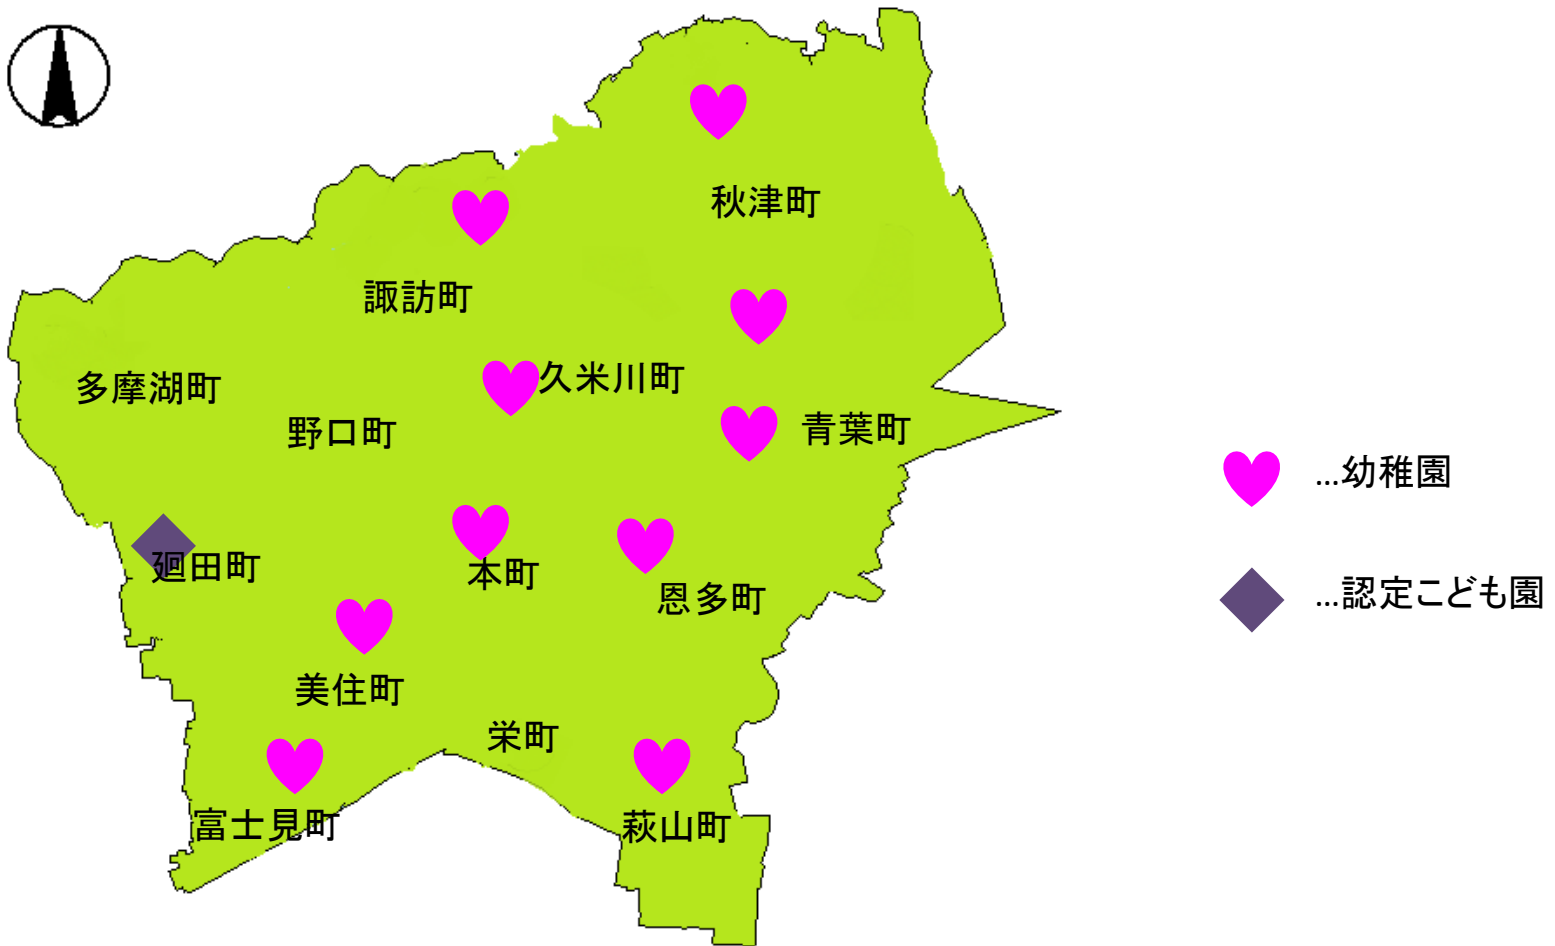 秋津町
諏訪町
久米川町
多摩湖町
野口町
青葉町
...幼稚園
廻田町
本町
恩多町
...認定こども園
美住町
栄町
富士見町
萩山町